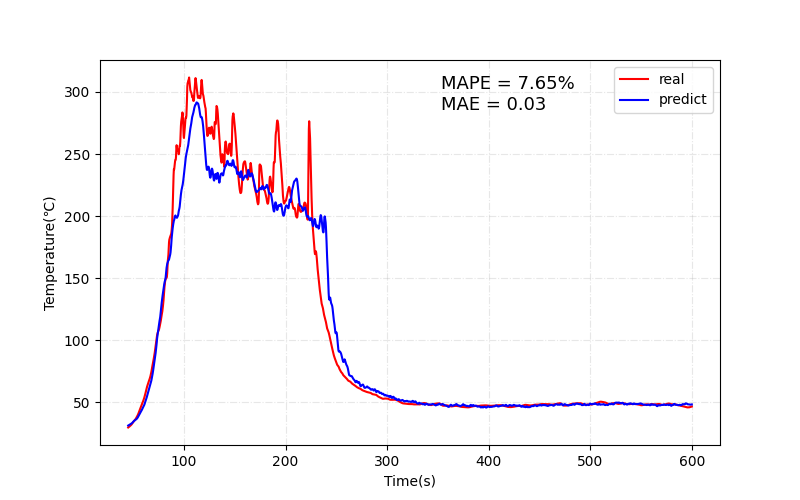 MAPE = 7.65%
MAE = 0.03
real
predict
300
250
200
150
100
50
Temperature(℃)
100 200 300 400 500 600
Time(s)